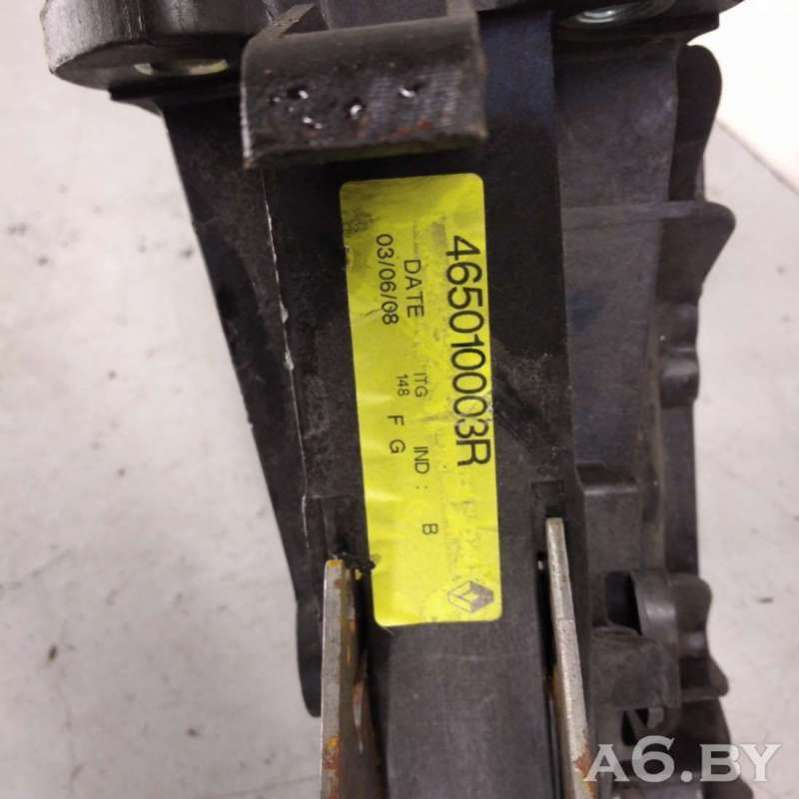 465010003R
DATE ITG IND : B
03/06/08 148 F G
A6.BY